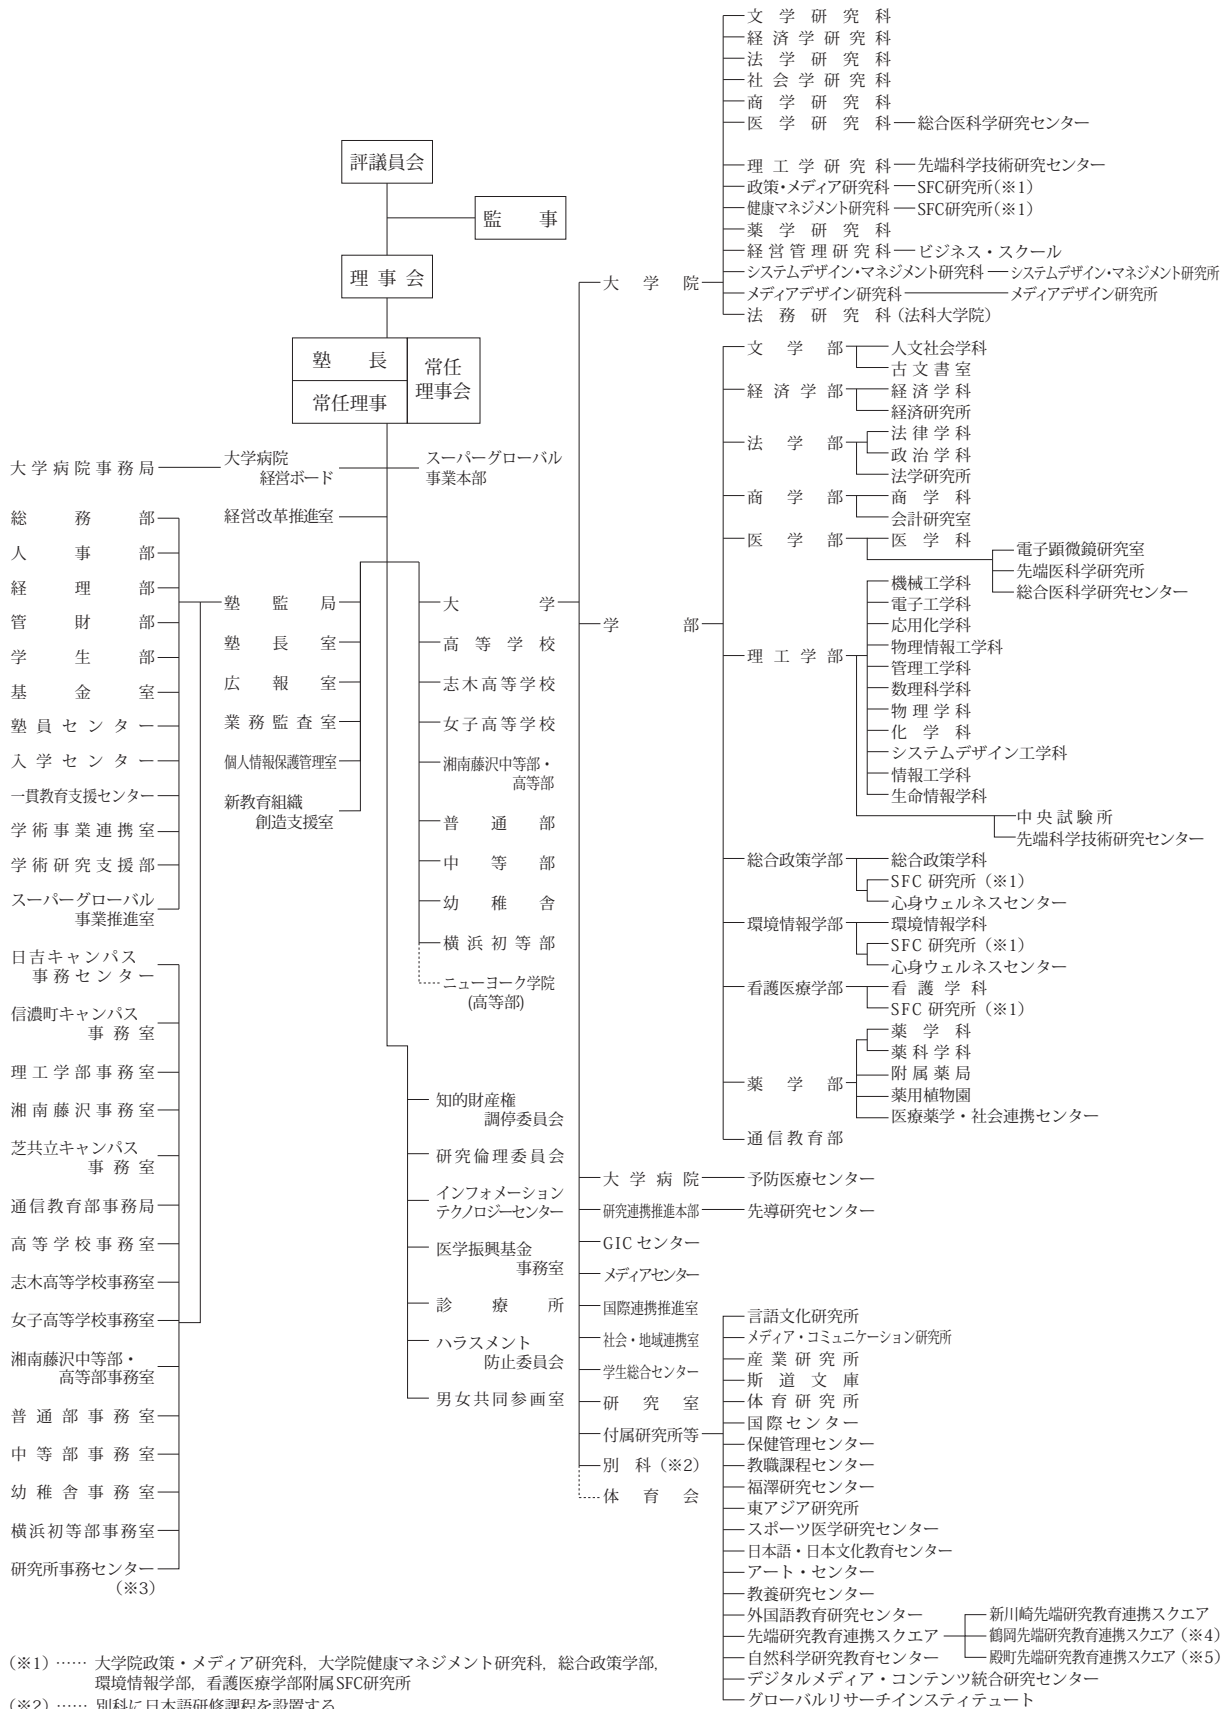 評議員会
監事
理事会
塾長
常任理事
常任
理事会
大学病院事務局
大学病院
経営ボード
スーパーグローバル
事業本部
経営改革推進室
総務部
人事部
経理部
管財部
学生部
基金室
塾員センター
入学センター
一貫教育支援センター
学術事業連携室
学術研究支援部
スーパーグローバル
事業推進室
日吉キャンパス
事務センター
信濃町キャンパス
事務室
理工学部事務室
湘南藤沢事務室
芝共立キャンパス
事務室
通信教育部事務局
高等学校事務室
志木高等学校事務室
女子高等学校事務室
湘南藤沢中等部・
高等部事務室
普通部事務室
中等部事務室
幼稚舎事務室
横浜初等部事務室
研究所事務センター
(※3)
塾監局
塾長室
広報室
業務監査室
個人情報保護管理室
新教育組織
創造支援室
大学
高等学校
志木高等学校
女子高等学校
湘南藤沢中等部・
高等部
普通部
中等部
幼稚舎
横浜初等部
ニューヨーク学院
(高等部)
知的財産権
調停委員会
研究倫理委員会
インフォメーション
テクノロジーセンター
医学振興基金
事務室
診療所
ハラスメント
防止委員会
男女共同参画室
大学院
文学研究科
経済学研究科
法学研究科
社会学研究科
商学研究科
医学研究科 総合医科学研究センター
理工学研究科 先端科学技術研究センター
政策・メディア研究科 SFC研究所(※1)
健康マネジメント研究科 SFC研究所(※1)
薬学研究科
経営管理研究科 ビジネス・スクール
システムデザイン・マネジメント研究科 システムデザイン・マネジメント研究所
メディアデザイン研究科 メディアデザイン研究所
法務研究科(法科大学院)
学部
文学部 人文社会学科
古文書室
経済学部 経済学科
経済研究所
法学部 法律学科
政治学科
法学研究所
商学部 商学科
会計研究室
医学部 医学科
電子顕微鏡研究室
先端医科学研究所
総合医科学研究センター
理工学部
機械工学科
電子工学科
応用化学科
物理情報工学科
管理工学科
数理科学科
物理学科
化学科
システムデザイン工学科
情報工学科
生命情報学科
中央試験所
先端科学技術研究センター
総合政策学部 総合政策学科
SFC 研究所(※1)
心身ウェルネスセンター
環境情報学部 環境情報学科
SFC 研究所(※1)
心身ウェルネスセンター
看護医療学部 看護学科
SFC 研究所(※1)
薬学部
薬学科
薬科学科
附属薬局
薬用植物園
医療薬学・社会連携センター
通信教育部
大学病院 予防医療センター
研究連携推進本部 先導研究センター
GIC センター
メディアセンター
国際連携推進室
社会・地域連携室
学生総合センター
研究室
付属研究所等
別科(※2)
体育会
言語文化研究所
メディア・コミュニケーション研究所
産業研究所
斯道文庫
体育研究所
国際センター
保健管理センター
教職課程センター
福澤研究センター
東アジア研究所
スポーツ医学研究センター
日本語・日本文化教育センター
アート・センター
教養研究センター
外国語教育研究センター
先端研究教育連携スクエア
新川崎先端研究教育連携スクエア
鶴岡先端研究教育連携スクエア(※4)
殿町先端研究教育連携スクエア(※5)
自然科学研究教育センター
デジタルメディア・コンテンツ統合研究センター
グローバルリサーチインスティテュート
(※1)…… 大学院政策・メディア研究科, 大学院健康マネジメント研究科, 総合政策学部,
環境情報学部, 看護医療学部附属SFC研究所
(※2)…… 別科に日本語研修課程を設置する